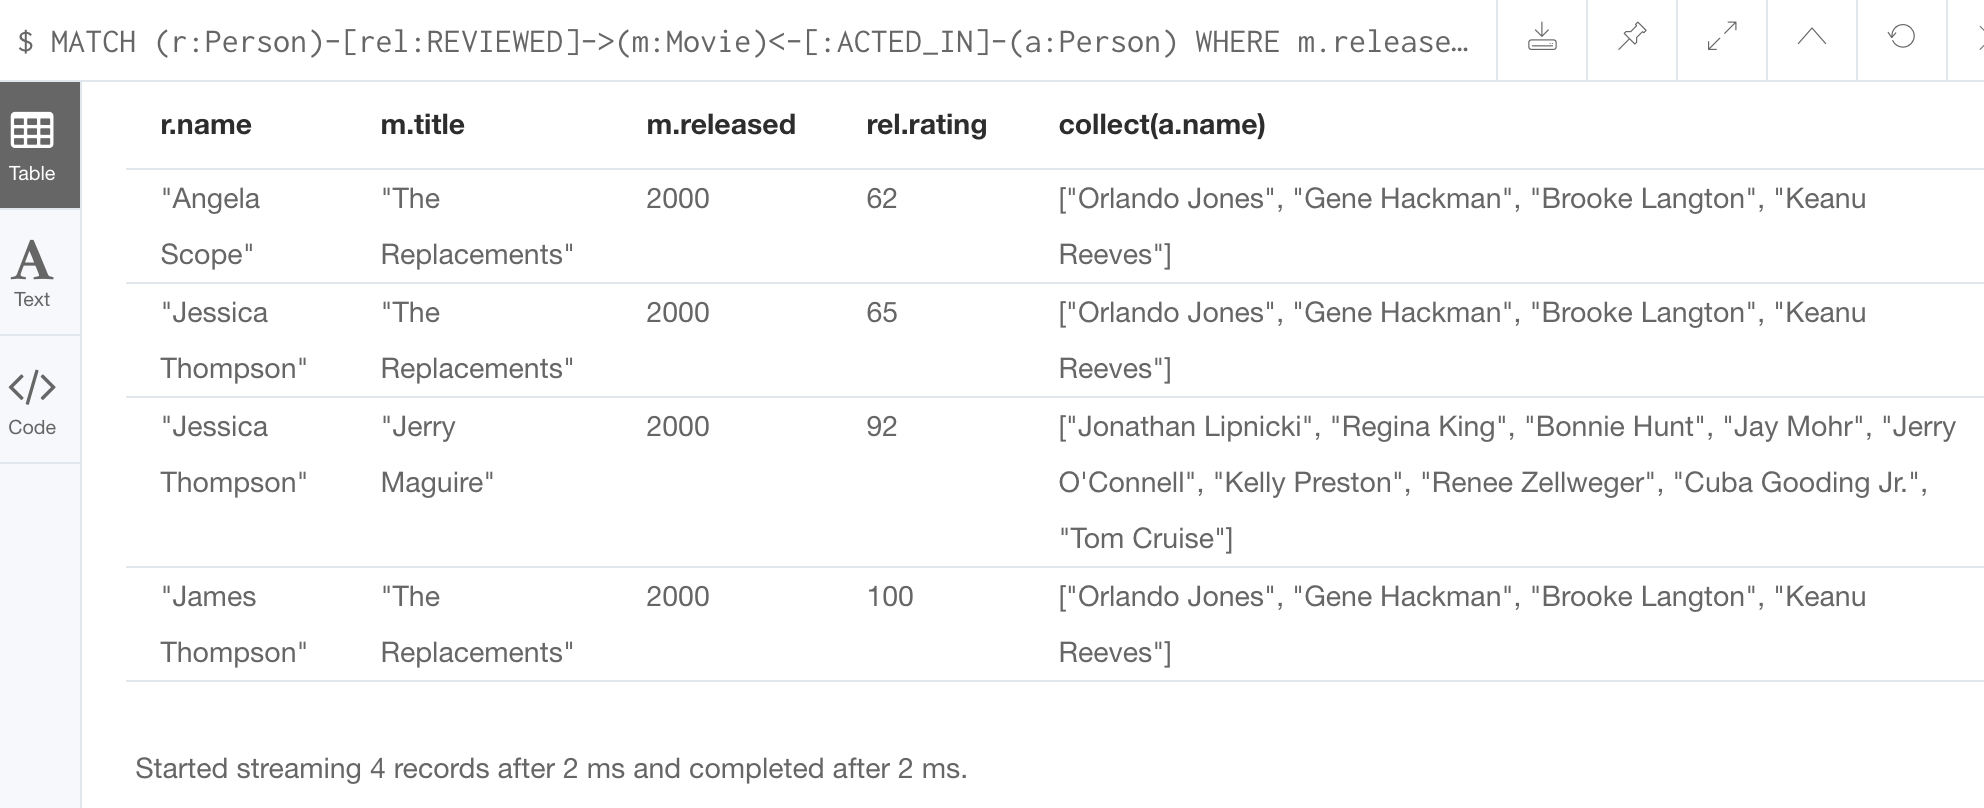 $ MATCH (r:Person)-[rel:REVIEWED]->(m:Movie)<-[:ACTED_IN]-(a:Person) WHERE m.release…
Table
Text
Code
r.name m.title m.released rel.rating collect(a.name)
"Angela "The 2000 62 ["Orlando Jones", "Gene Hackman", "Brooke Langton", "Keanu
Scope" Replacements" Reeves"]
"Jessica "The 2000 65 ["Orlando Jones", "Gene Hackman", "Brooke Langton", "Keanu
Thompson" Replacements" Reeves"]
"Jessica "Jerry 2000 92 ["Jonathan Lipnicki", "Regina King", "Bonnie Hunt", "Jay Mohr", "Jerry
Thompson" Maguire" O'Connell", "Kelly Preston", "Renee Zellweger", "Cuba Gooding Jr.",
"Tom Cruise"]
"James "The 2000 100 ["Orlando Jones", "Gene Hackman", "Brooke Langton", "Keanu
Thompson" Replacements" Reeves"]
Started streaming 4 records after 2 ms and completed after 2 ms.